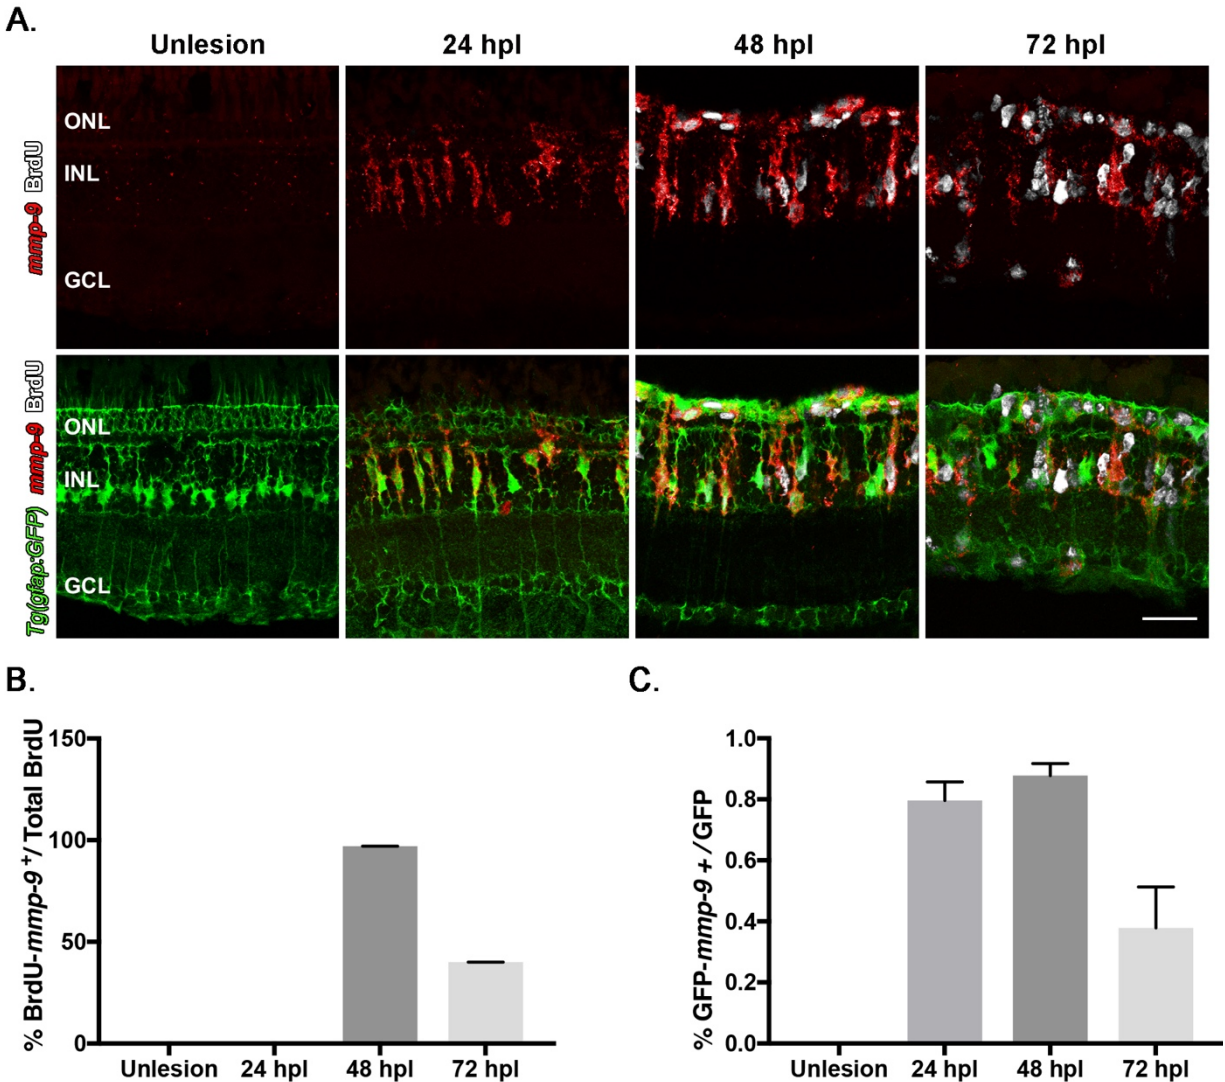 A.
Unlesion 24 hpl 48 hpl 72 hpl
mmp-9 BrdU
ONL
INL
GCL
Tg(gfap:GFP) mmp-9 BrdU
ONL
INL
GCL
B.
% BrdU-mmp-9 +/ Total BrdU
150
100
50
0
Unlesion 24 hpl 48 hpl 72 hpl
C.
% GFP-mmp-9 +/GFP
1.0
0.8
0.6
0.4
0.2
0.0
Unlesion 24 hpl 48 hpl 72 hpl